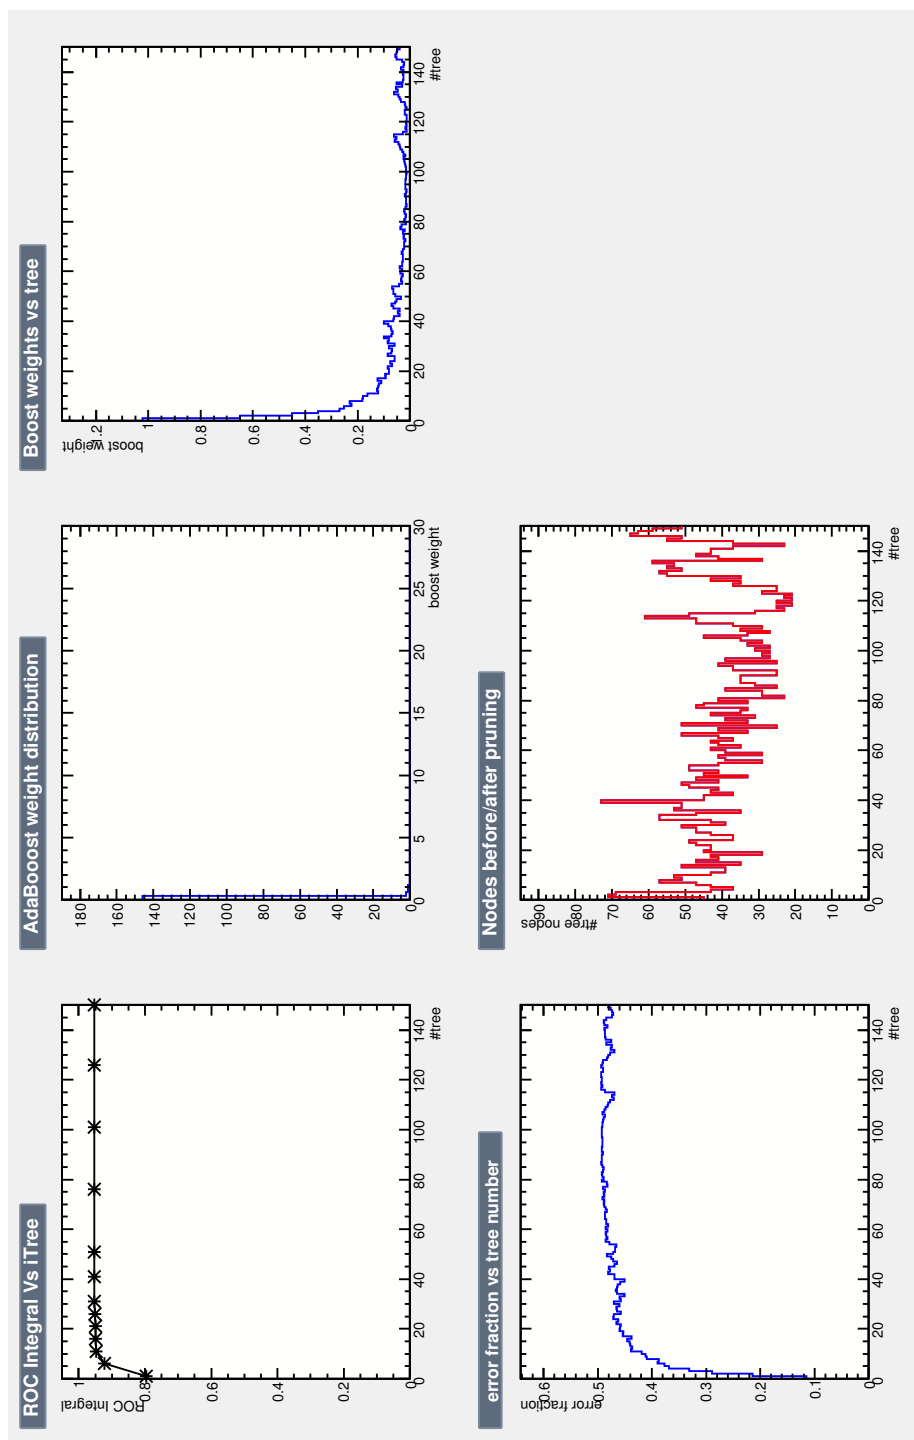 ROC Integral Vs iTree
ROC Integral
1
0.8
0.6
0.4
0.2
0
0 20 40 60 80 100 120 140
#tree
AdaBooost weight distribution
180
160
140
120
100
80
60
40
20
0
0 5 10 15 20 25 30
boost weight
Boost weights vs tree
boost weight
1.2
1
0.8
0.6
0.4
0.2
0
0 20 40 60 80 100 120 140
#tree
error fraction vs tree number
error fraction
0.6
0.5
0.4
0.3
0.2
0.1
0
0 20 40 60 80 100 120 140
#tree
Nodes before/after pruning
#tree nodes
90
80
70
60
50
40
30
20
10
0
0 20 40 60 80 100 120 140
#tree